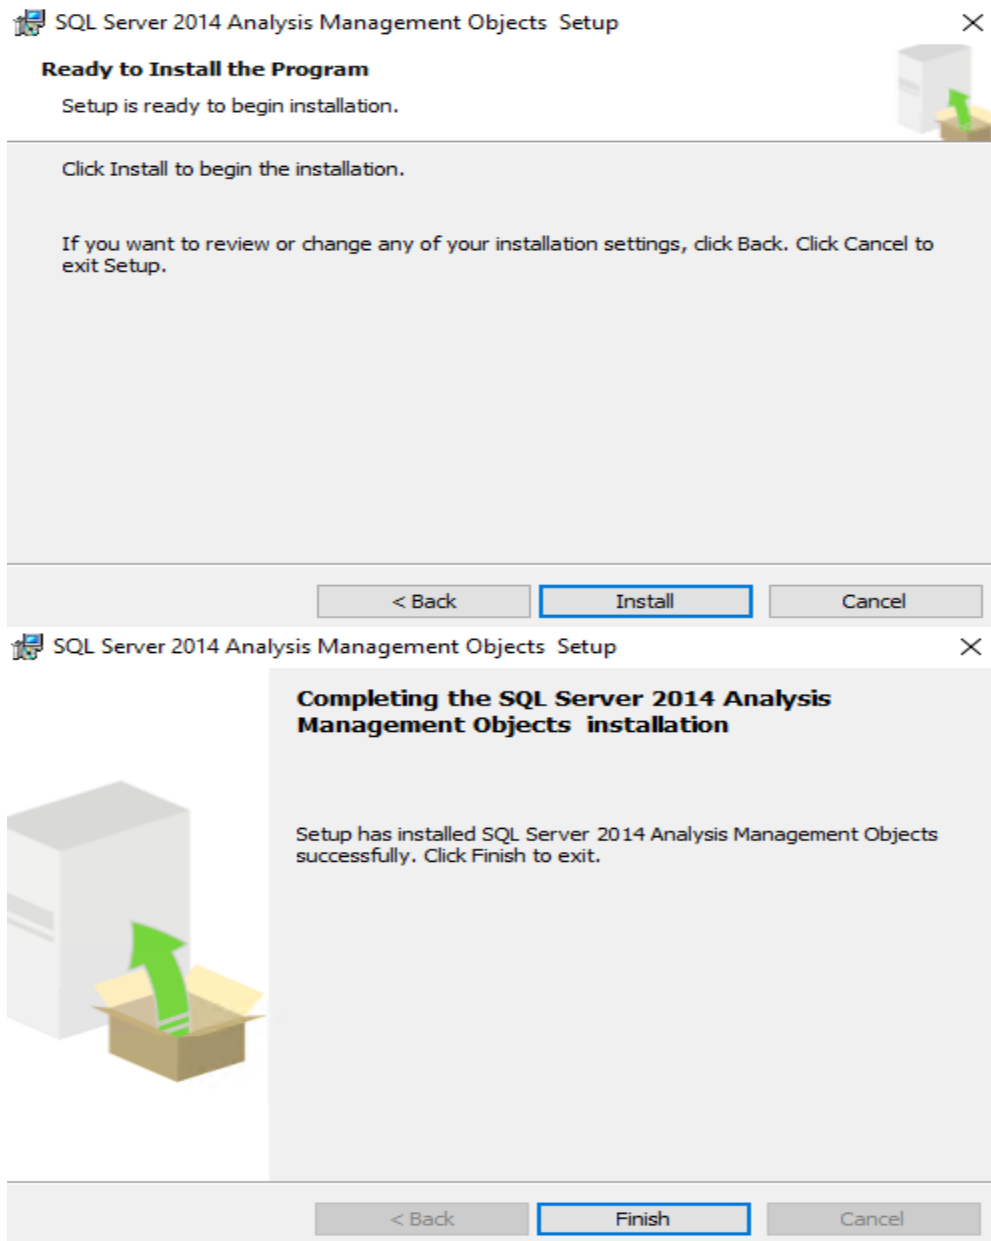 SQL Server 2014 Analysis Management Objects  Setup
Ready to Install the Program
Setup is ready to begin installation.
Click Install to begin the installation.
If you want to review or change any of your installation settings, click Back. Click Cancel to
exit Setup.
< Back
Install
Cancel
SQL Server 2014 Analysis Management Objects  Setup
Completing the SQL Server 2014 Analysis
Management Objects  installation
Setup has installed SQL Server 2014 Analysis Management Objects
successfully. Click Finish to exit.
< Back
Finish
Cancel